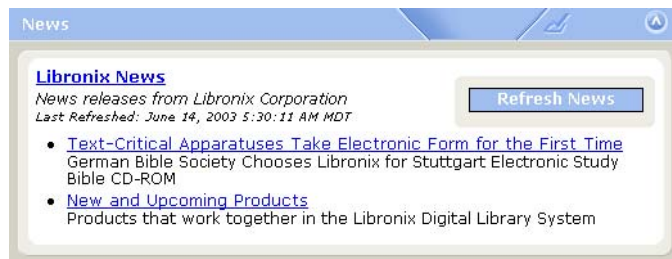 News
Libronix News
News releases from Libronix Corporation
Last Refreshed: June 14, 2003 5:30:11 AM MDT
Refresh News
Text-Critical Apparatuses Take Electronic Form for the First Time
German Bible Society Chooses Libronix for Stuttgart Electronic Study
Bible CD-ROM
New and Upcoming Products
Products that work together in the Libronix Digital Library System